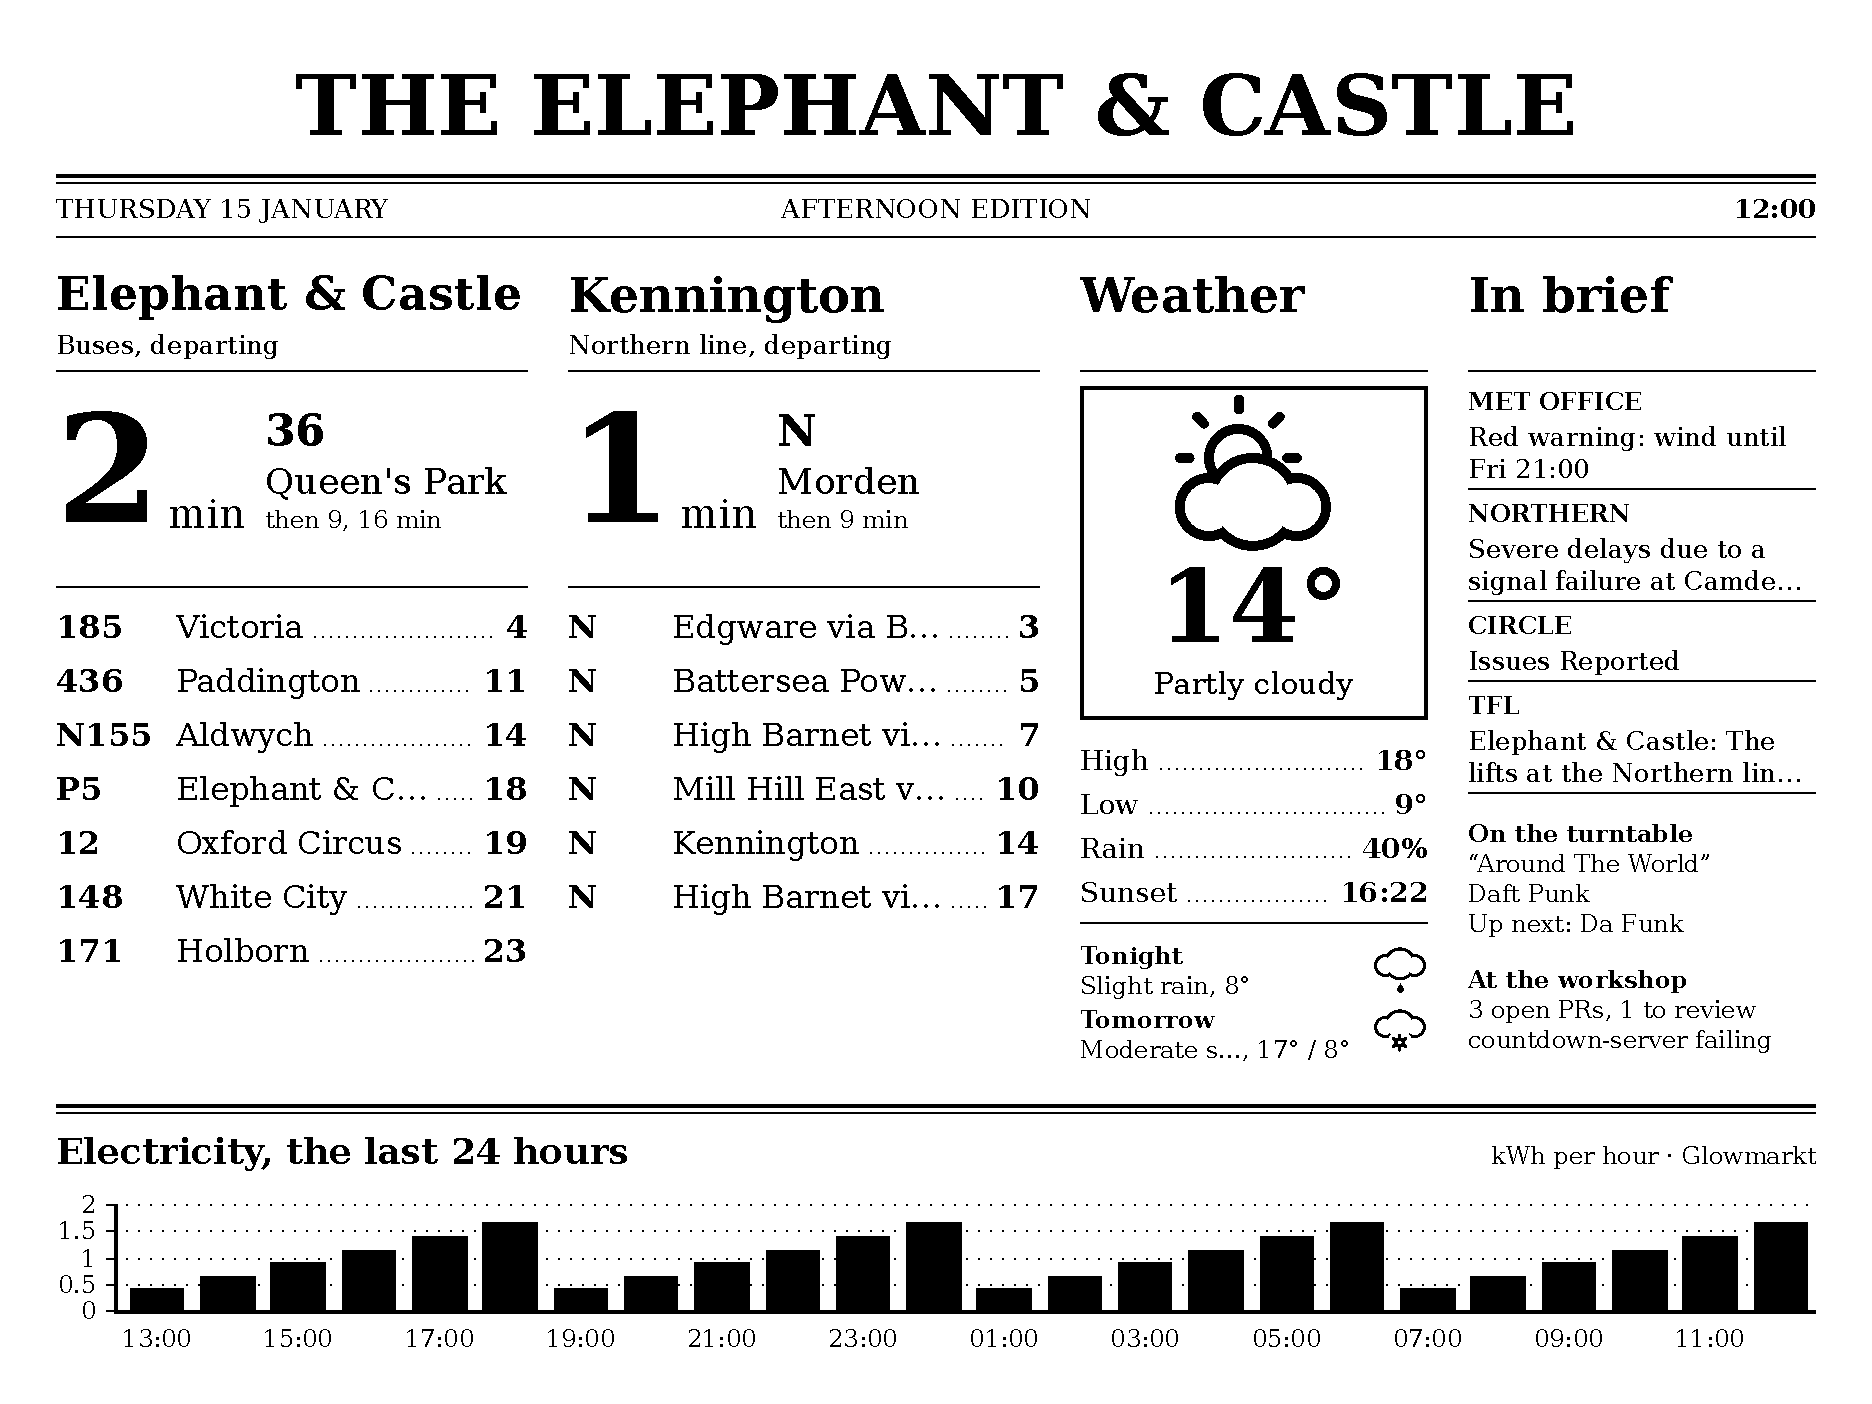 THE ELEPHANT & CASTLE
THURSDAY 15 JANUARY
AFTERNOON EDITION
12:00
Elephant & Castle
Buses, departing
2 min
36
Queen's Park
then 9, 16 min
185 Victoria 4
436 Paddington 11
N155 Aldwych 14
P5 Elephant & C… 18
12 Oxford Circus 19
148 White City 21
171 Holborn 23
Kennington
Northern line, departing
1 min
N
Morden
then 9 min
N Edgware via B… 3
N Battersea Pow… 5
N High Barnet vi… 7
N Mill Hill East v… 10
N Kennington 14
N High Barnet vi… 17
Weather
14°
Partly cloudy
High 18°
Low 9°
Rain 40%
Sunset 16:22
Tonight
Slight rain, 8°
Tomorrow
Moderate s…, 17° / 8°
In brief
MET OFFICE
Red warning: wind until
Fri 21:00
NORTHERN
Severe delays due to a
signal failure at Camde…
CIRCLE
Issues Reported
TFL
Elephant & Castle: The
lifts at the Northern lin…
On the turntable
“Around The World”
Daft Punk
Up next: Da Funk
At the workshop
3 open PRs, 1 to review
countdown-server failing
Electricity, the last 24 hours
kWh per hour · Glowmarkt
2
1.5
1
0.5
0
13:00 15:00 17:00 19:00 21:00 23:00 01:00 03:00 05:00 07:00 09:00 11:00